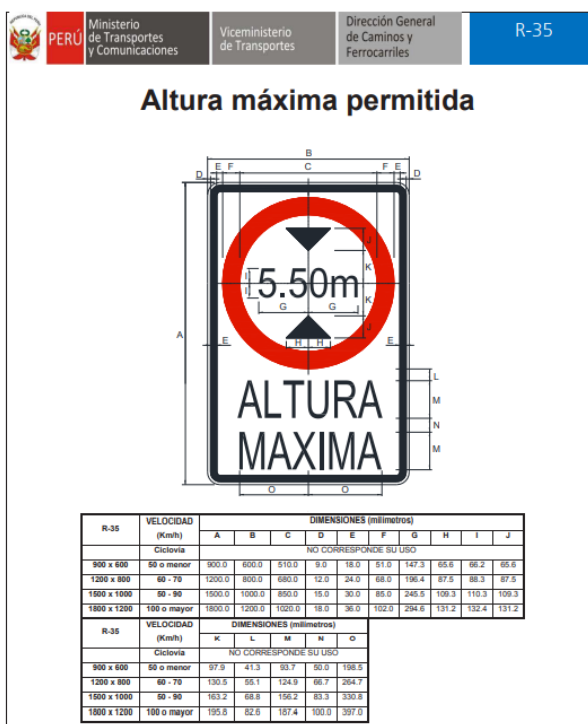 PERÚ
Ministerio
de Transportes
y Comunicaciones
Viceministerio
de Transportes
Dirección General
de Caminos y
Ferrocarriles
R-35
Altura máxima permitida
B
E F C F E
D D
J
K
I
5.50m
I
K
G G
J
A
H H
E E
L
ALTURA
M
N
MAXIMA
M
O O
R-35 VELOCIDAD (Km/h) DIMENSIONES (milímetros)
A B C D E F G H I J
Ciclovía NO CORRESPONDE SU USO
900 x 600 50 o menor 900.0 600.0 510.0 9.0 18.0 51.0 147.3 65.6 66.2 65.6
1200 x 800 60 - 70 1200.0 800.0 680.0 12.0 24.0 68.0 196.4 87.5 88.3 87.5
1500 x 1000 50 - 90 1500.0 1000.0 850.0 15.0 30.0 85.0 245.5 109.3 110.3 109.3
1800 x 1200 100 o mayor 1800.0 1200.0 1020.0 18.0 36.0 102.0 294.6 131.2 132.4 131.2
R-35 VELOCIDAD (Km/h) DIMENSIONES (milímetros)
K L M N O
Ciclovía NO CORRESPONDE SU USO
900 x 600 50 o menor 97.9 41.3 93.7 50.0 198.5
1200 x 800 60 - 70 130.5 55.1 124.9 66.7 264.7
1500 x 1000 50 - 90 163.2 68.8 156.2 83.3 330.8
1800 x 1200 100 o mayor 195.8 82.6 187.4 100.0 397.0